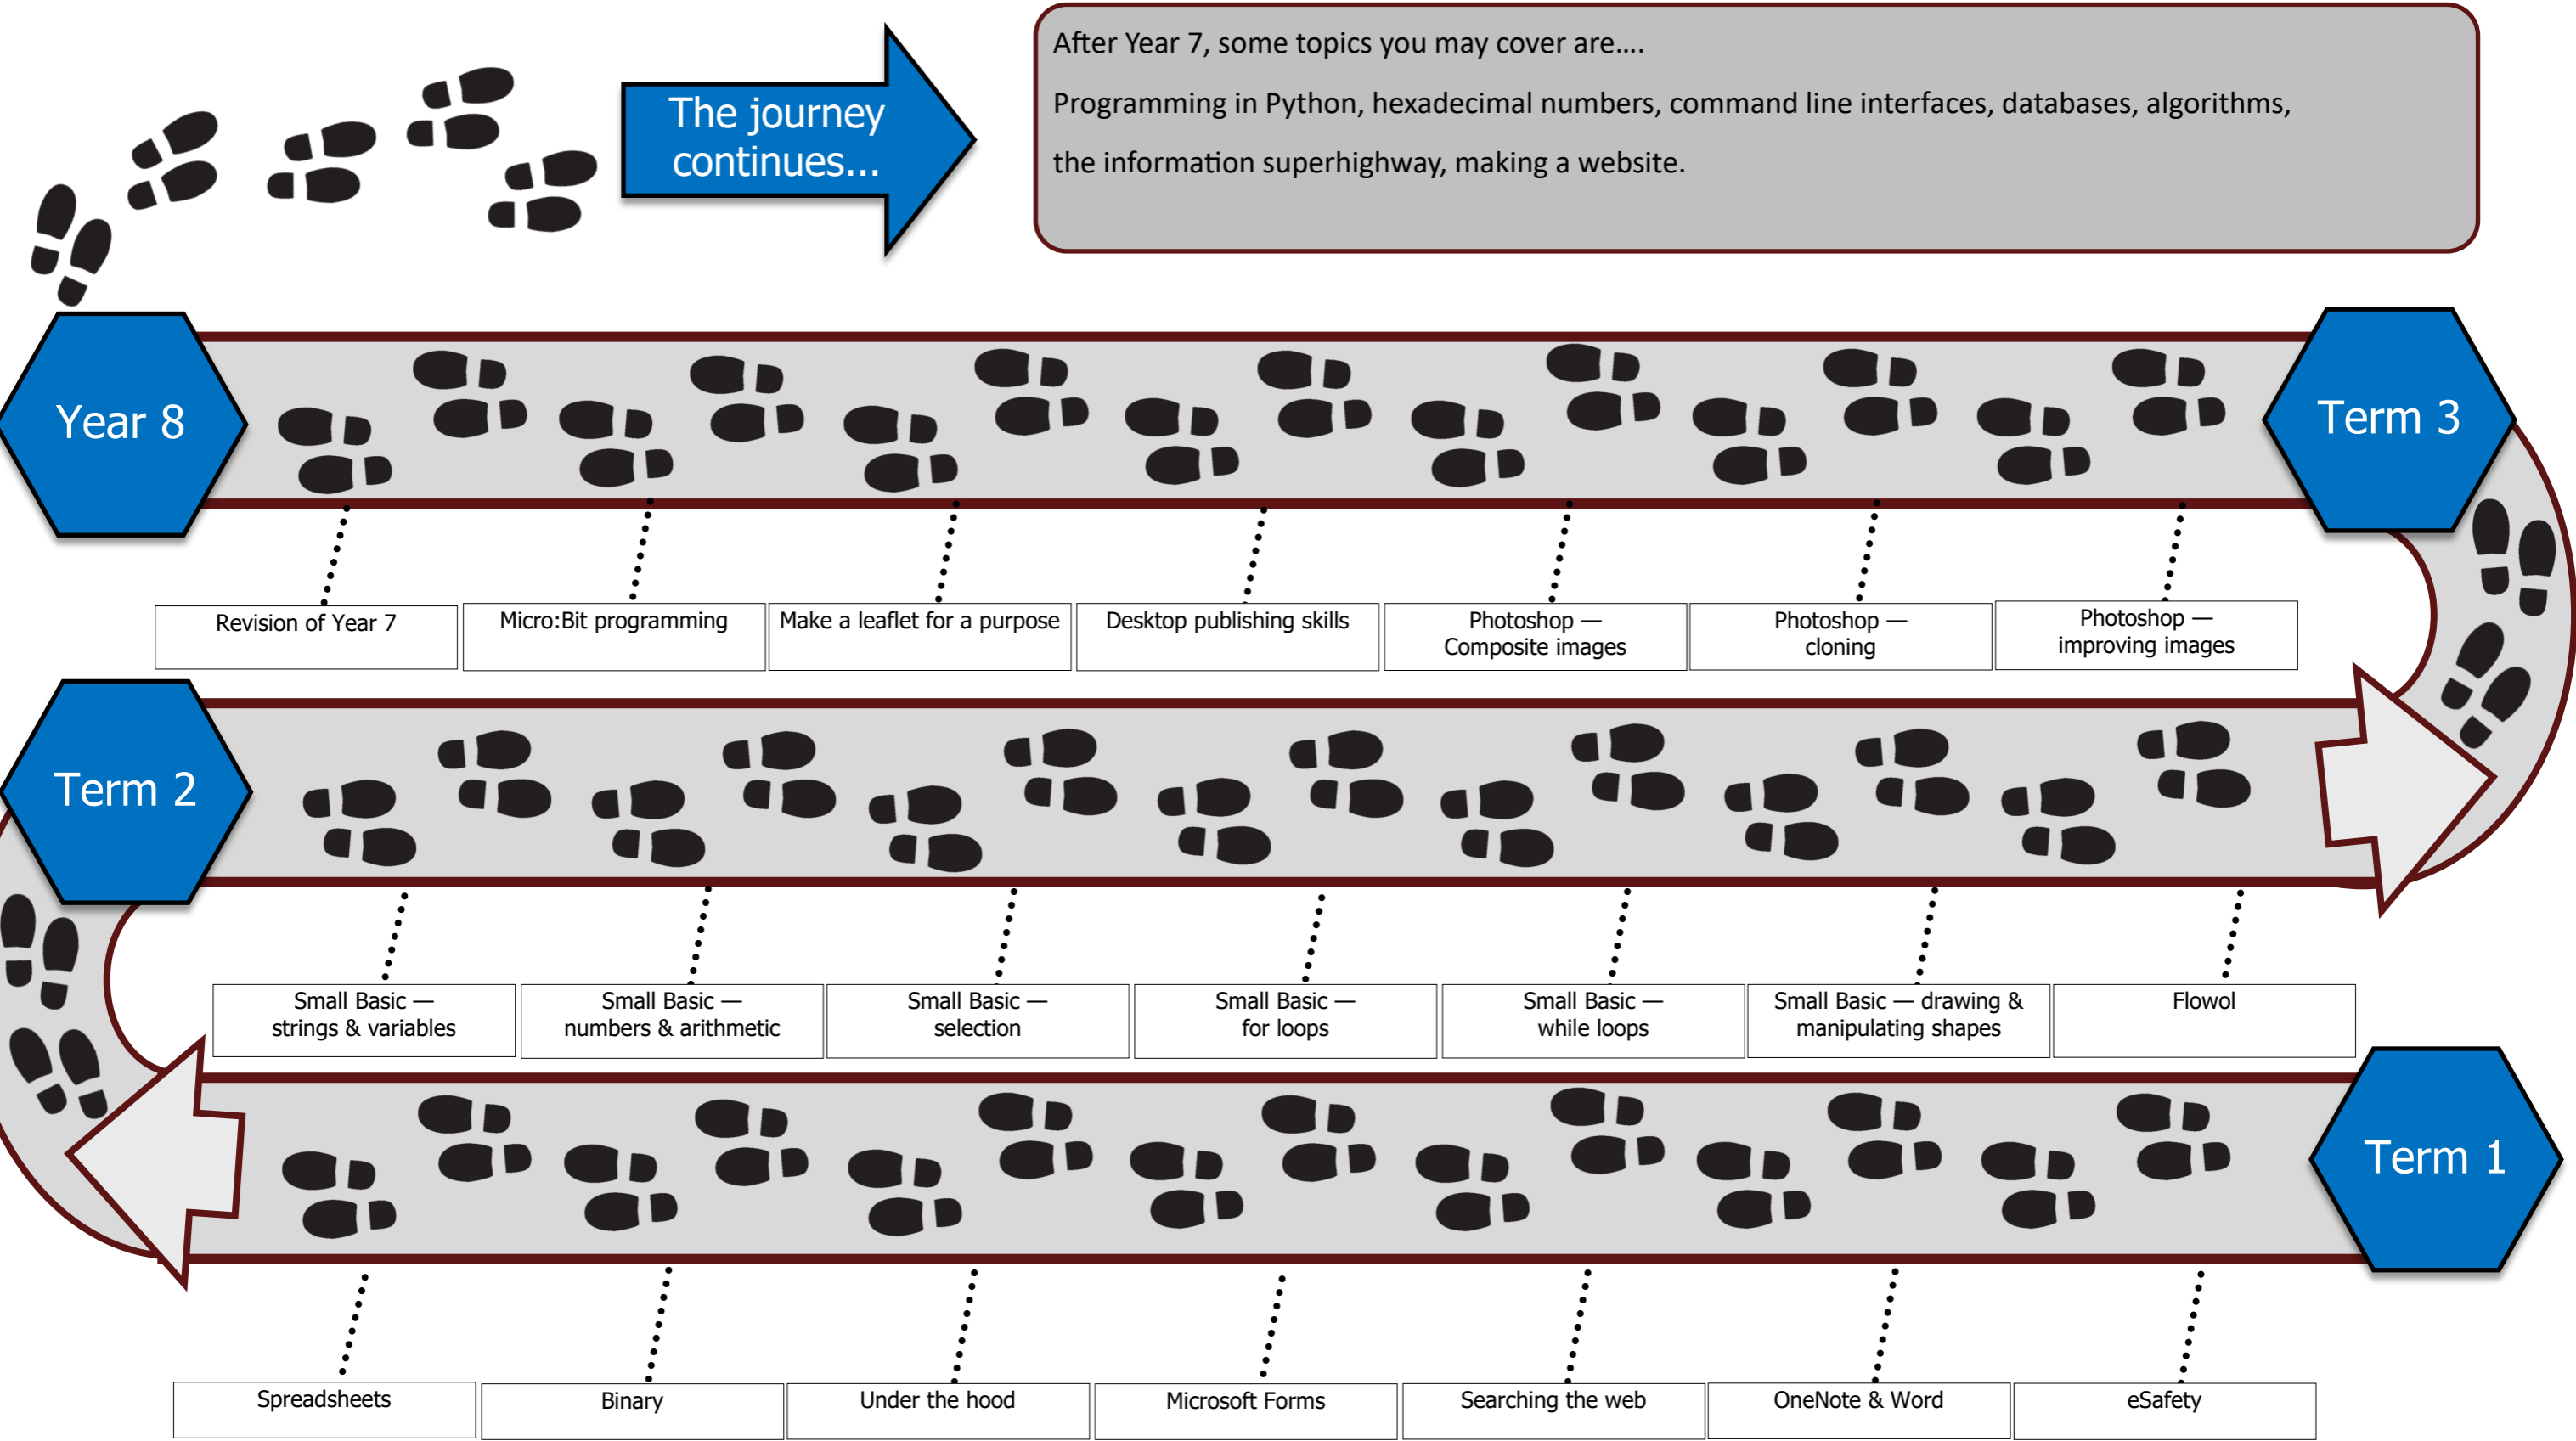 After Year 7, some topics you may cover are....
Programming in Python, hexadecimal numbers, command line interfaces, databases, algorithms,
the information superhighway, making a website.
The journey
continues...
Year 8
Term 3
Revision of Year 7
Micro:Bit programming
Make a leaflet for a purpose
Desktop publishing skills
Photoshop —
Composite images
Photoshop —
cloning
Photoshop —
improving images
Term 2
Small Basic —
strings & variables
Small Basic —
numbers & arithmetic
Small Basic —
selection
Small Basic —
for loops
Small Basic —
while loops
Small Basic — drawing &
manipulating shapes
Flowol
Term 1
Spreadsheets
Binary
Under the hood
Microsoft Forms
Searching the web
OneNote & Word
eSafety